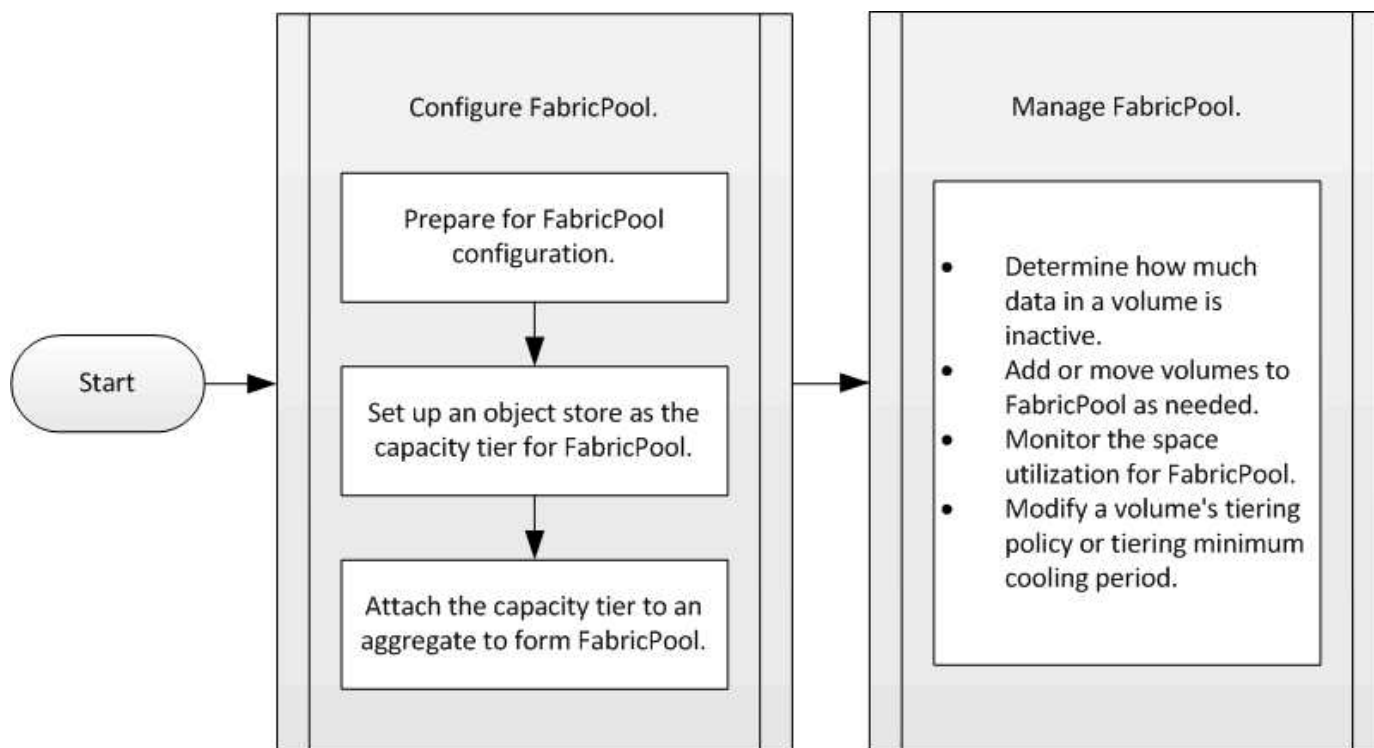 Start
Configure FabricPool.
Prepare for FabricPool
configuration.
Set up an object store as the
capacity tier for FabricPool.
Attach the capacity tier to an
aggregate to form FabricPool.
Manage FabricPool.
• Determine how much
data in a volume is
inactive.
• Add or move volumes to
FabricPool as needed.
• Monitor the space
utilization for FabricPool.
• Modify a volume's tiering
policy or tiering minimum
cooling period.